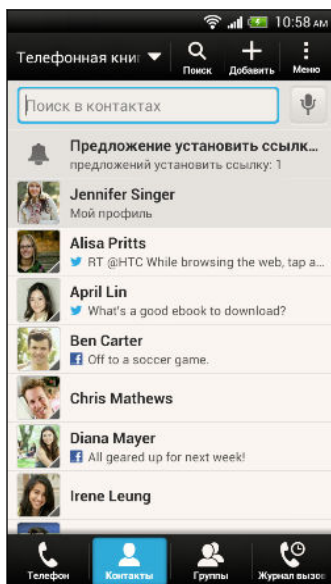 10:58 AM
Телефонная кни
Поиск
Добавить
Меню
Поиск в контактах
Предложение установить ссылк...
предложений установить ссылку: 1
Jennifer Singer
Мой профиль
Alisa Pritts
RT @HTC While browsing the web, tap a...
April Lin
What's a good ebook to download?
Ben Carter
Off to a soccer game.
Chris Mathews
Diana Mayer
All geared up for next week!
Irene Leung
Телефон
Контакты
Группы
Журнал вызов